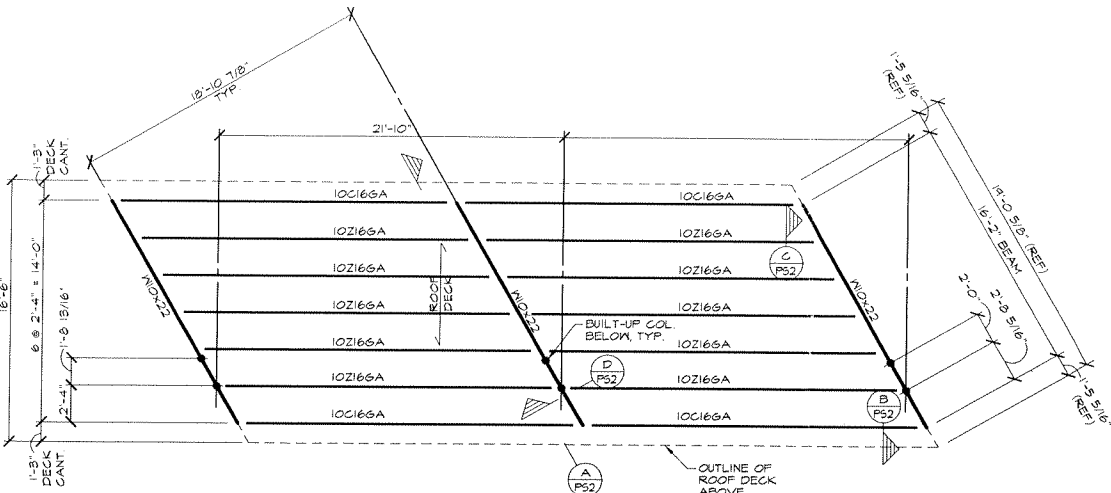 18'-10 7/8"
TYP.
21'-10"
1'-3"
DECK
CANT.
16'-6"
6 @ 2'-4" = 14'-0"
1'-8 13/16"
2'-4"
1'-3"
DECK
CANT.
10C16GA
10C16GA
10Z16GA
10Z16GA
10Z16GA
10Z16GA
10Z16GA
10Z16GA
10Z16GA
10Z16GA
10Z16GA
10Z16GA
10C16GA
10C16GA
W10x22
W10x22
W10x22
ROOF
DECK
BUILT-UP COL.
BELOW, TYP.
C
PS2
D
PS2
B
PS2
A
PS2
OUTLINE OF
ROOF DECK
ABOVE
1'-5 5/16"
(REF)
19'-0 5/8" (REF)
16'-2" BEAM
2'-0"
2'-8 5/16"
1'-5 5/16"
(REF)